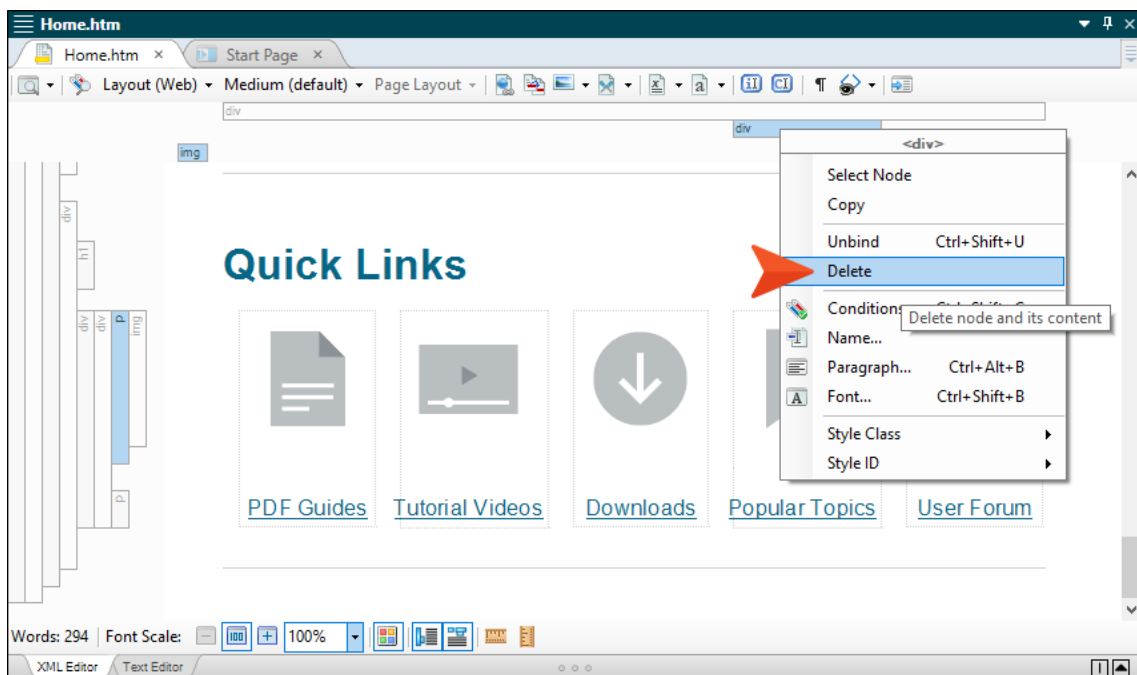 Home.htm
Home.htm × Start Page ×
Layout (Web) Medium (default) Page Layout
div
div
img
<div>
Select Node
Copy
Unbind Ctrl+Shift+U
Delete
Delete node and its content
Conditions
Name...
Paragraph... Ctrl+Alt+B
Font... Ctrl+Shift+B
Style Class
Style ID
div
h1
div
div
p
img
p
Quick Links
PDF Guides Tutorial Videos Downloads Popular Topics User Forum
Words: 294 Font Scale: 100 100%
XML Editor Text Editor